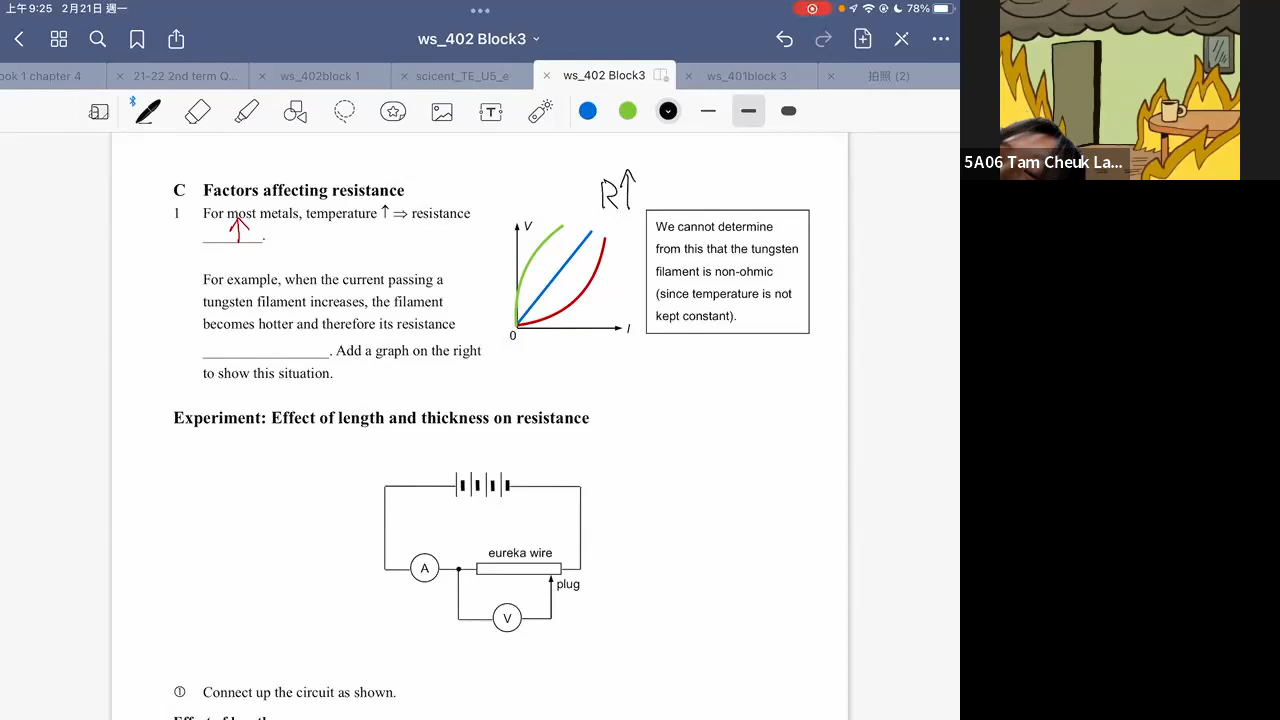 上午9:25 2月21日 週一
78%
ws_402 Block3
ook 1 chapter 4
21-22 2nd term Q...
ws_402block 1
scicent_TE_U5_e
ws_402 Block3
ws_401block 3
拍照 (2)
5A06 Tam Cheuk La...
C Factors affecting resistance
1 For most metals, temperature ↑ ⇒ resistance
________ ↑.
For example, when the current passing a
tungsten filament increases, the filament
becomes hotter and therefore its resistance
_________________. Add a graph on the right
to show this situation.
R↑
V
0
I
We cannot determine
from this that the tungsten
filament is non-ohmic
(since temperature is not
kept constant).
Experiment: Effect of length and thickness on resistance
eureka wire
A
plug
V
① Connect up the circuit as shown.